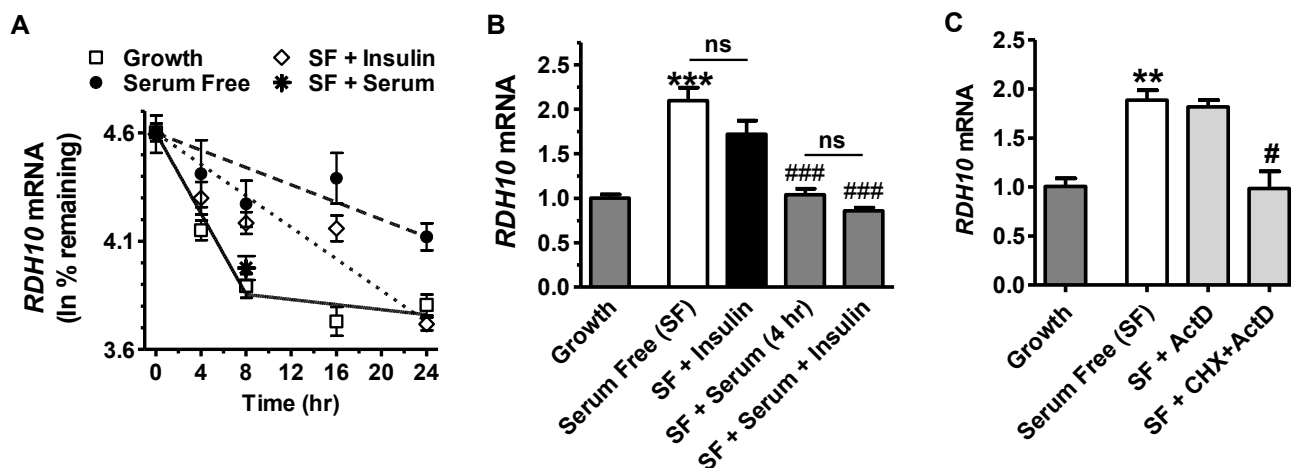 A
Growth
SF + Insulin
Serum Free
SF + Serum
RDH10 mRNA
(ln % remaining)
4.6
4.1
3.6
0
4
8
12
16
20
24
Time (hr)
B
RDH10 mRNA
2.5
2.0
1.5
1.0
0.5
0.0
ns
***
ns
###
###
Growth
Serum Free (SF)
SF + Insulin
SF + Serum (4 hr)
SF + Serum + Insulin
C
RDH10 mRNA
2.5
2.0
1.5
1.0
0.5
0.0
**
#
Growth
Serum Free (SF)
SF + ActD
SF + CHX+ActD